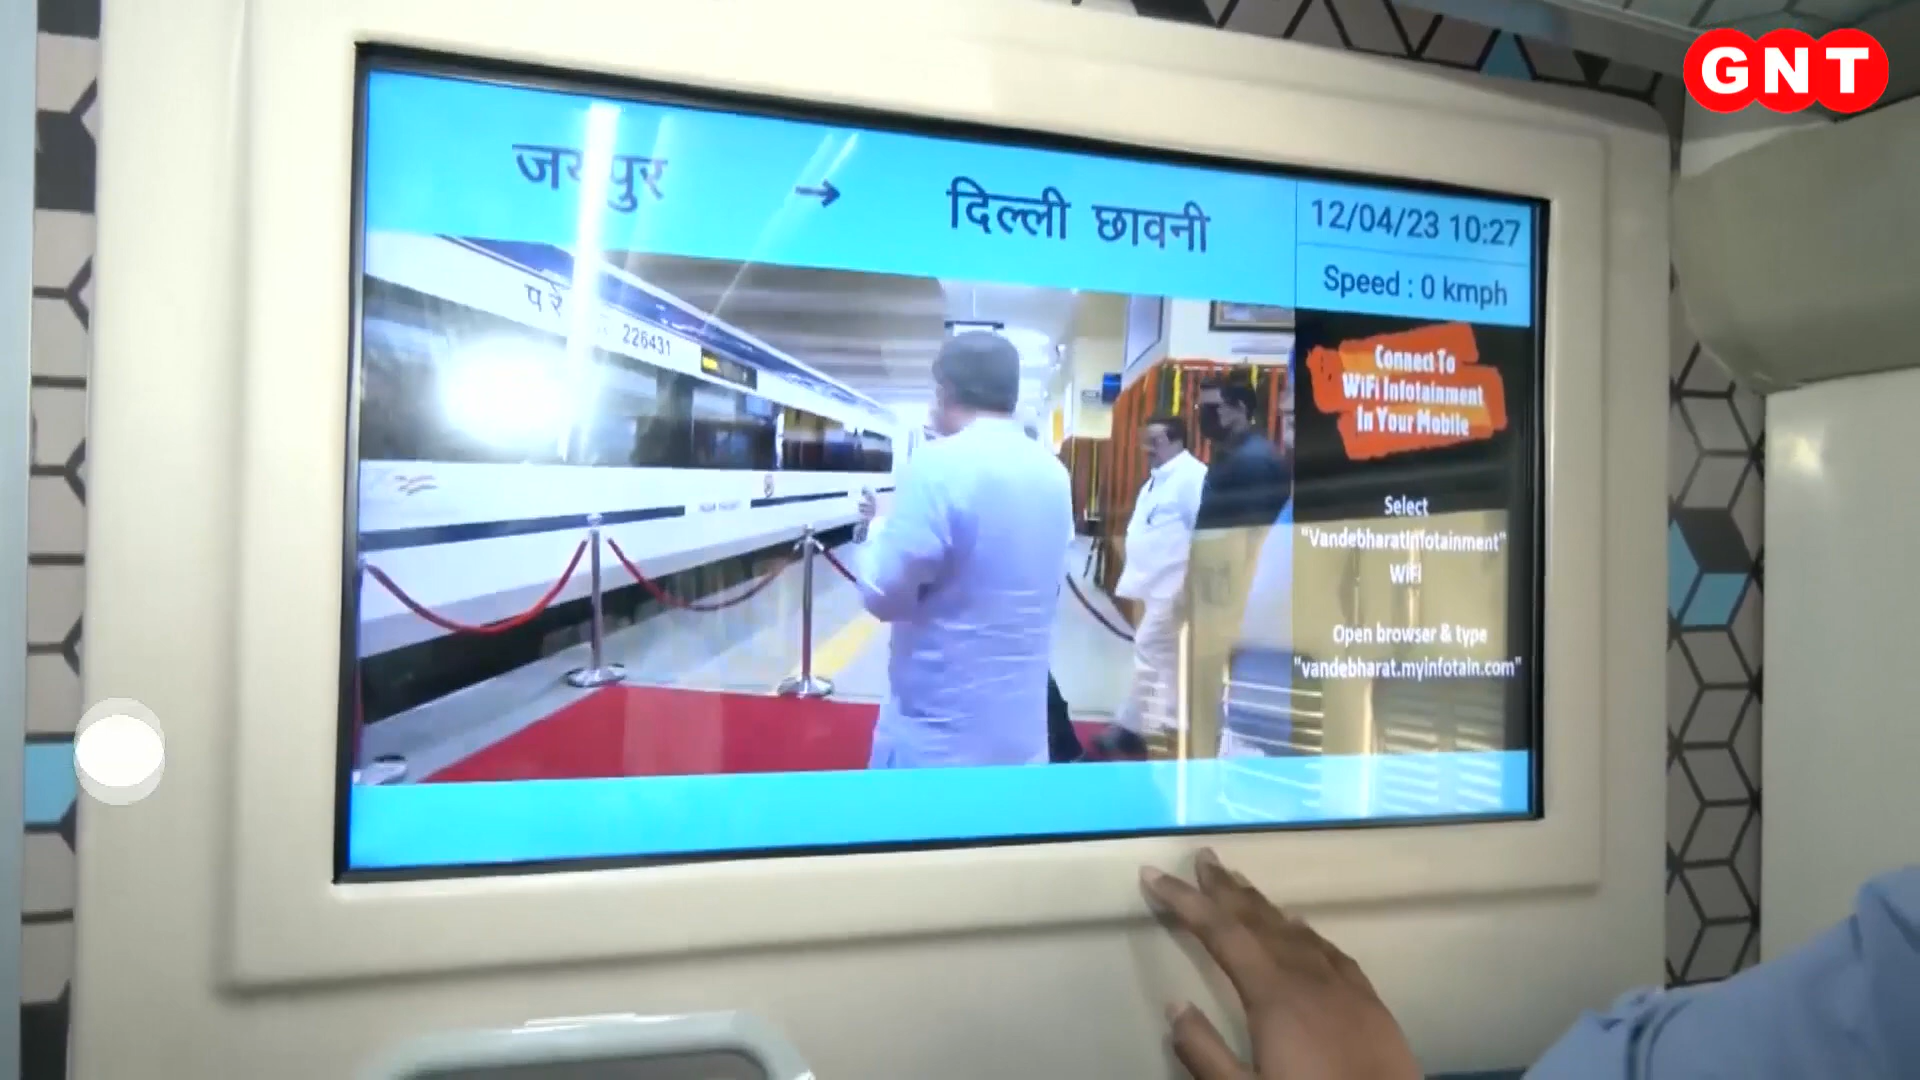 GNT
जयपुर → दिल्ली छावनी
12/04/23 10:27
Speed : 0 kmph
226431
Connect To
WiFi Infotainment
In Your Mobile
Select
"VandebharatInfotainment"
WiFi
Open browser & type
"vandebharat.myinfotain.com"